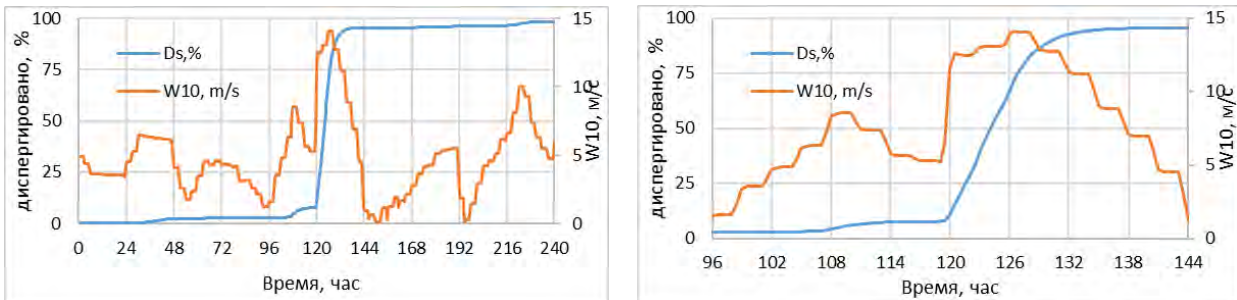 диспергировано, %
100
75
50
25
0
Ds,%
W10, m/s
15
10
5
0
W10, м/с
0 24 48 72 96 120 144 168 192 216 240
Время, час
диспергировано, %
100
75
50
25
0
Ds,%
W10, m/s
15
10
5
0
W10, м/с
96 102 108 114 120 126 132 138 144
Время, час